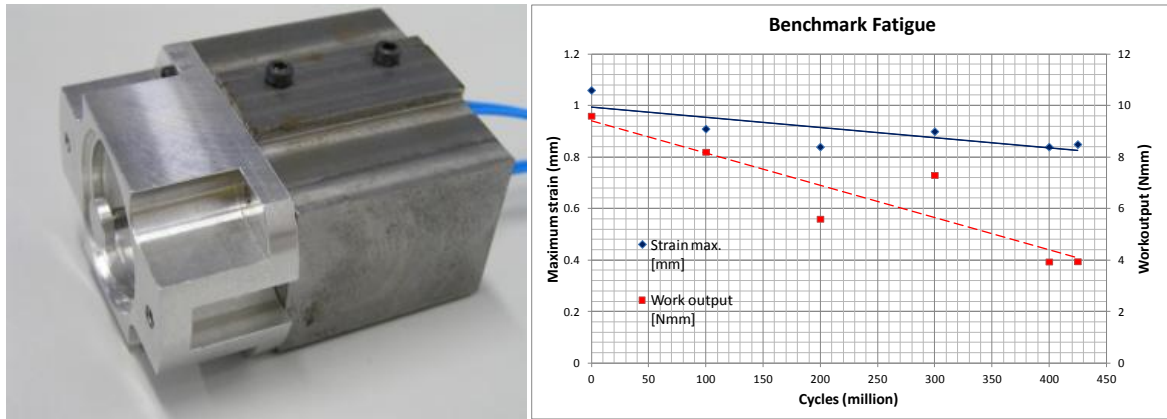 Benchmark Fatigue
1.2
1
0.8
0.6
0.4
0.2
0
Maximum strain (mm)
12
10
8
6
4
2
0
Workoutput (Nmm)
Strain max.
[mm]
Work output
[Nmm]
0 50 100 150 200 250 300 350 400 450
Cycles (million)